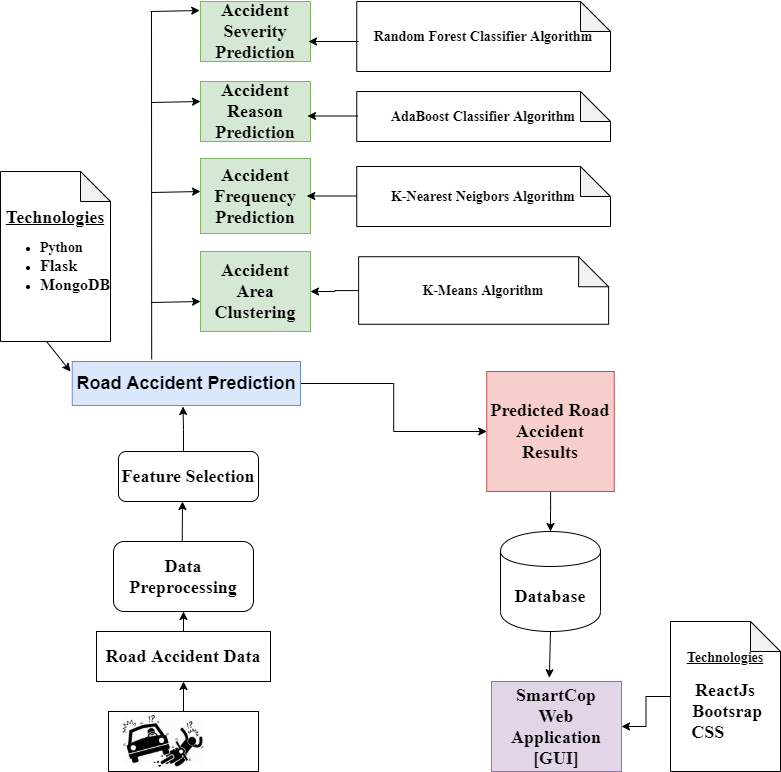 Accident
Severity
Prediction
Random Forest Classifier Algorithm
Accident
Reason
Prediction
AdaBoost Classifier Algorithm
Accident
Frequency
Prediction
K-Nearest Neigbors Algorithm
Technologies
Python
Flask
MongoDB
Accident
Area
Clustering
K-Means Algorithm
Road Accident Prediction
Predicted Road
Accident
Results
Feature Selection
Data
Preprocessing
Database
Road Accident Data
Technologies
ReactJs
Bootsrap
CSS
SmartCop
Web
Application
[GUI]
!?
!?